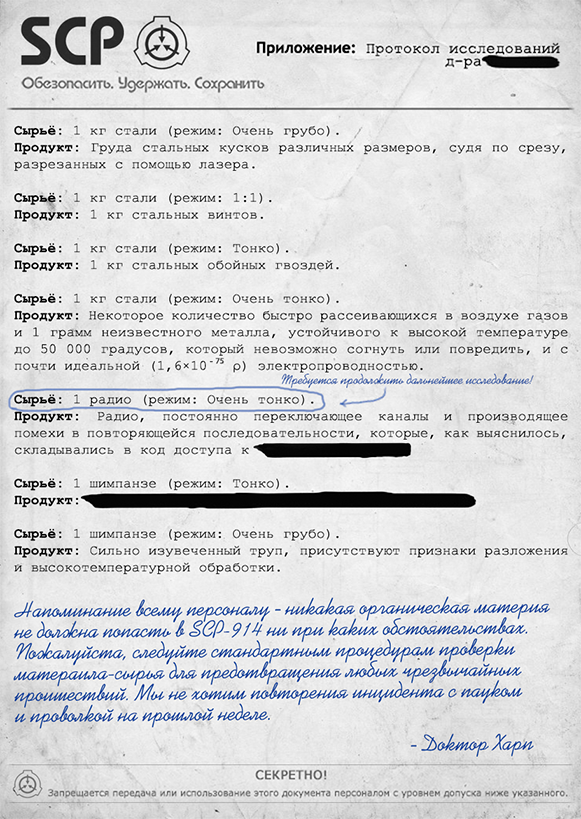 SCP
Обезопасить. Удержать. Сохранить
Приложение: Протокол исследований
д-ра
Сырьё: 1 кг стали (режим: Очень грубо).
Продукт: Груда стальных кусков различных размеров, судя по срезу,
разрезанных с помощью лазера.
Сырьё: 1 кг стали (режим: 1:1).
Продукт: 1 кг стальных винтов.
Сырьё: 1 кг стали (режим: Тонко).
Продукт: 1 кг стальных обойных гвоздей.
Сырьё: 1 кг стали (режим: Очень тонко).
Продукт: Некоторое количество быстро рассеивающихся в воздухе газов
и 1 грамм неизвестного металла, устойчивого к высокой температуре
до 50 000 градусов, который невозможно согнуть или повредить, и с
почти идеальной (1,6×10⁻⁷⁵ ρ) электропроводностью.
Требуется продолжить дальнейшее исследование!
Сырьё: 1 радио (режим: Очень тонко).
Продукт: Радио, постоянно переключающее каналы и производящее
помехи в повторяющейся последовательности, которые, как выяснилось,
складывались в код доступа к
Сырьё: 1 шимпанзе (режим: Тонко).
Продукт:
Сырьё: 1 шимпанзе (режим: Очень грубо).
Продукт: Сильно изувеченный труп, присутствуют признаки разложения
и высокотемпературной обработки.
Напоминание всему персоналу - никакая органическая материя
не должна попасть в SCP-914 ни при каких обстоятельствах.
Пожалуйста, следуйте стандартным процедурам проверки
матераила-сырья для предотвращения любых чрезвычайных
проишествий. Мы не хотим повторения инцидента с пауком
и проволкой на прошлой неделе.
- Доктор Харп
СЕКРЕТНО!
Запрещается передача или использование этого документа персоналом с уровнем допуска ниже указанного.